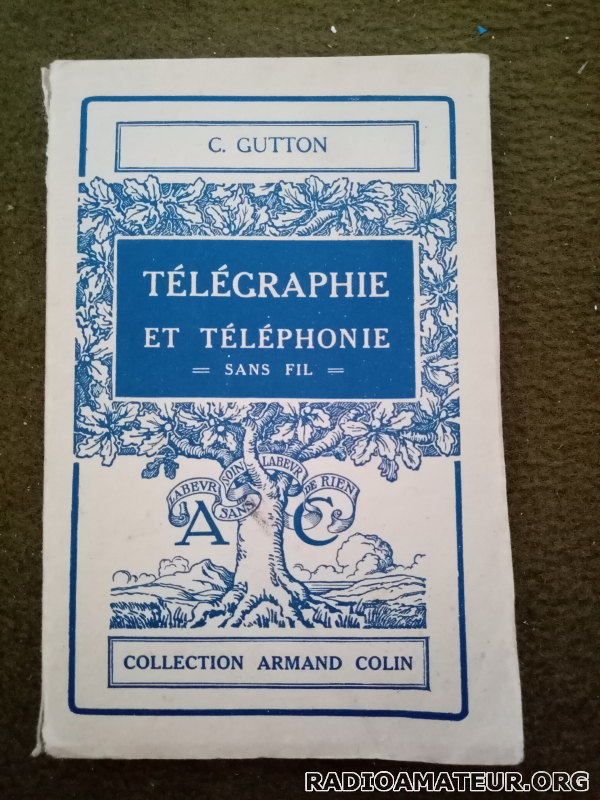 C. GUTTON
TÉLÉGRAPHIE
ET TÉLÉPHONIE
= SANS FIL =
LABEVR SANS SOIN LABEVR DE RIEN
A C
COLLECTION ARMAND COLIN
RADIOAMATEUR.ORG